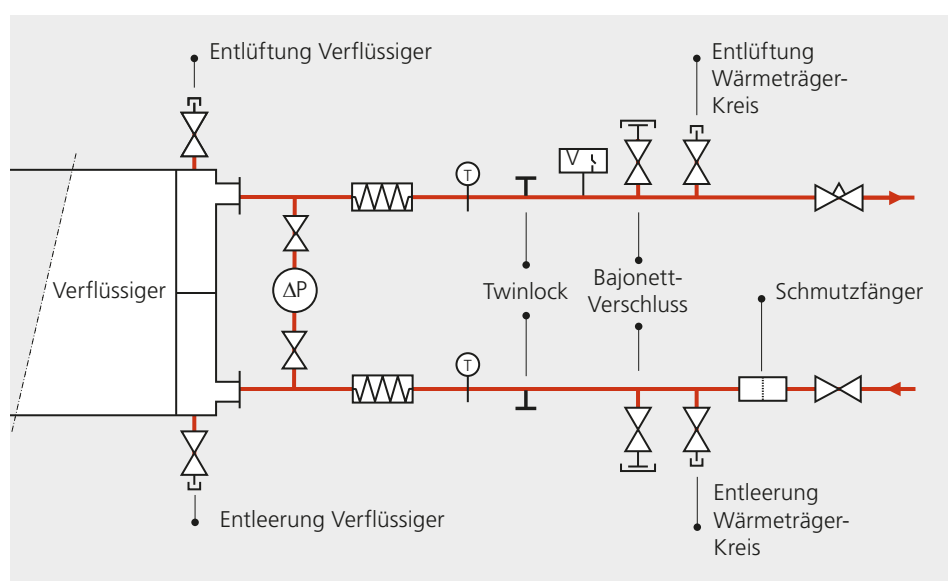 Entlüftung Verflüssiger
Entlüftung
Wärmeträger-
Kreis
V
T
Verflüssiger
ΔP
Twinlock
Bajonett-
Verschluss
Schmutzfänger
T
Entleerung Verflüssiger
Entleerung
Wärmeträger-
Kreis